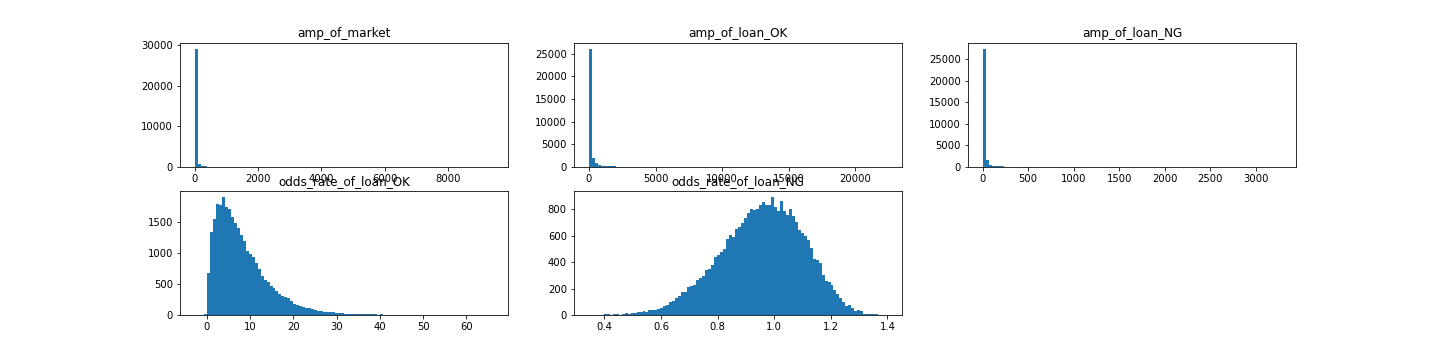 amp_of_market
30000
20000
10000
0
0 2000 4000 6000 8000
amp_of_loan_OK
25000
20000
15000
10000
5000
0
0 5000 10000 15000 20000
amp_of_loan_NG
25000
20000
15000
10000
5000
0
0 500 1000 1500 2000 2500 3000
odds_rate_of_loan_OK
1500
1000
500
0
0 10 20 30 40 50 60
odds_rate_of_loan_NG
800
600
400
200
0
0.4 0.6 0.8 1.0 1.2 1.4